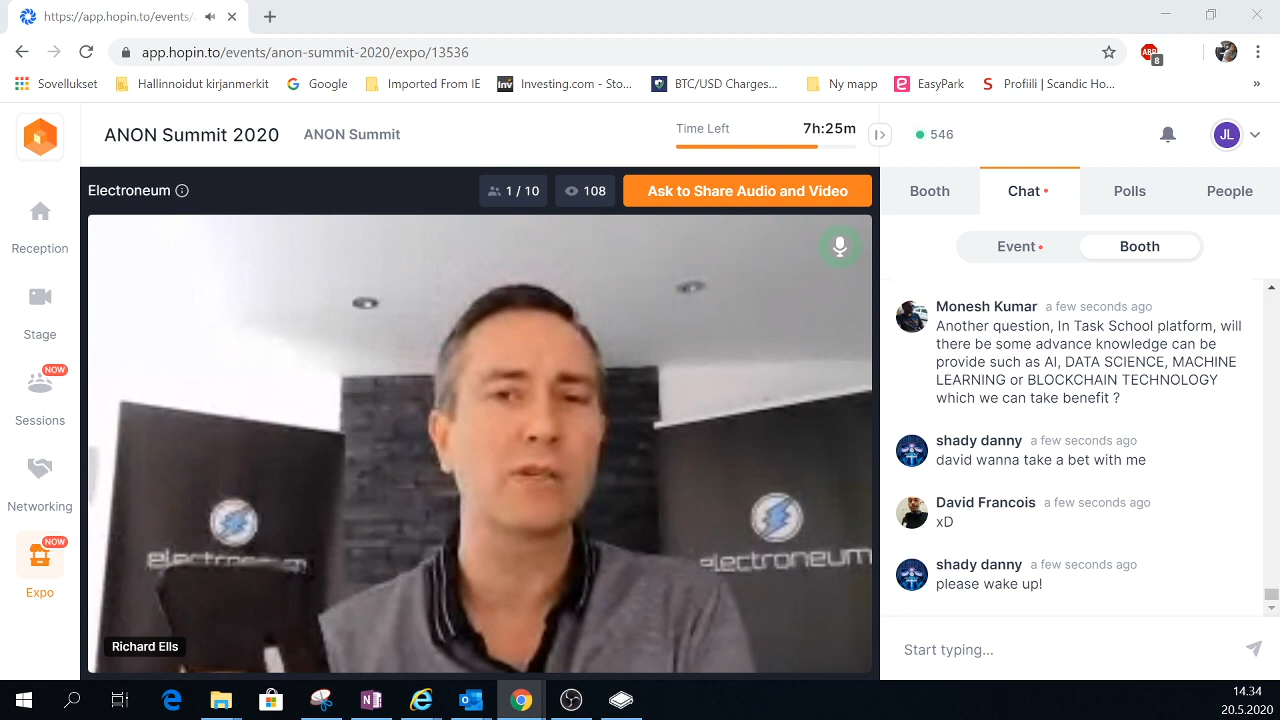 https://app.hopin.to/events/
app.hopin.to/events/anon-summit-2020/expo/13536
ABP
8
Sovellukset
Hallinnoidut kirjanmerkit
Google
Imported From IE
Inv
Investing.com - Sto...
BTC/USD Charges...
Ny mapp
EasyPark
S
Profiili | Scandic Ho...
»
ANON Summit 2020
ANON Summit
Time Left
7h:25m
546
JL
Reception
Stage
NOW
Sessions
Networking
NOW
Expo
Electroneum
1 / 10
108
Ask to Share Audio and Video
electroneum
electroneum
Richard Ells
Booth
Chat
Polls
People
Event
Booth
Monesh Kumar a few seconds ago
Another question, In Task School platform, will
there be some advance knowledge can be
provide such as AI, DATA SCIENCE, MACHINE
LEARNING or BLOCKCHAIN TECHNOLOGY
which we can take benefit ?
shady danny a few seconds ago
david wanna take a bet with me
David Francois a few seconds ago
xD
shady danny a few seconds ago
please wake up!
Start typing...
14.34
20.5.2020